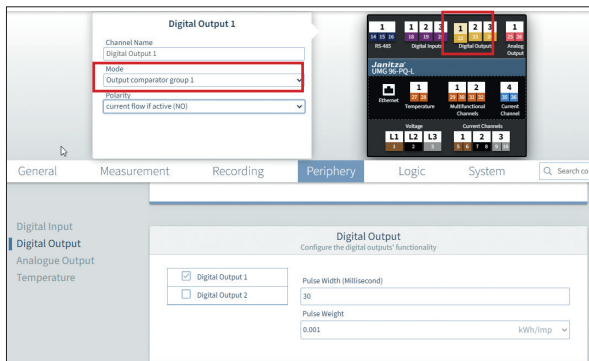 Digital Output 1
Channel Name
Digital Output 1
Mode
Output comparator group 1
Polarity
current flow if active (NO)
1 1 2 3 1 2 3 1
14 15 16 18 19 25 26
RS-485 Digital Inputs Digital Output Analog Output
Janitza
UMG 96-PQ-L
1 1 2 4
27 28 29 30 31 32 35 36
Ethernet Temperature Multifunctional Channels Current Channel
Voltage Current Channels
L1 L2 L3 1 2 3
1 2 3 5 6 7 8 9 10
General Measurement Recording Periphery Logic System Search co
Digital Input
Digital Output
Analogue Output
Temperature
Digital Output
Configure the digital outputs' functionality
Digital Output 1
Digital Output 2
Pulse Width (Millisecond)
30
Pulse Weight
0.001 kWh/Imp